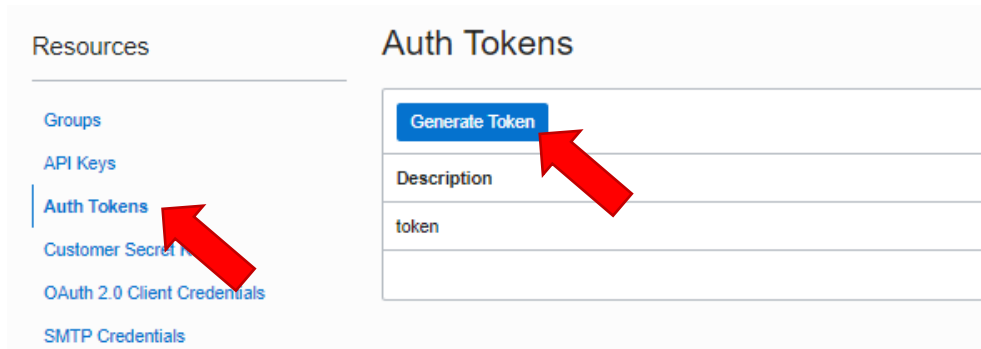 Resources
Groups
API Keys
Auth Tokens
Customer Secret
OAuth 2.0 Client Credentials
SMTP Credentials
Auth Tokens
Generate Token
Description
token